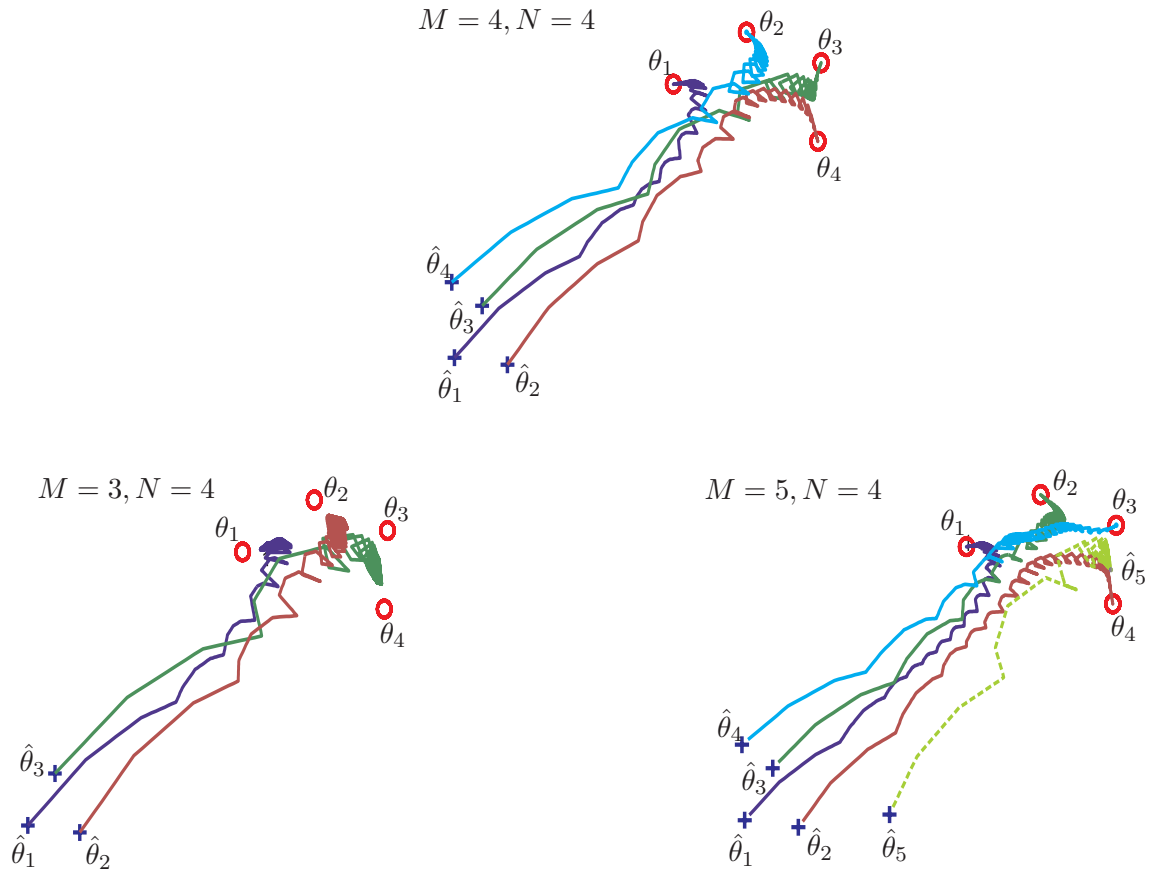 M = 4, N = 4
θ₂
θ₃
θ₁
θ₄
θ̂₄
θ̂₃
θ̂₁
θ̂₂
M = 3, N = 4
θ₂
θ₃
θ₁
θ₄
θ̂₃
θ̂₁
θ̂₂
M = 5, N = 4
θ₂
θ₃
θ₁
θ̂₅
θ₄
θ̂₄
θ̂₃
θ̂₁
θ̂₂
θ̂₅